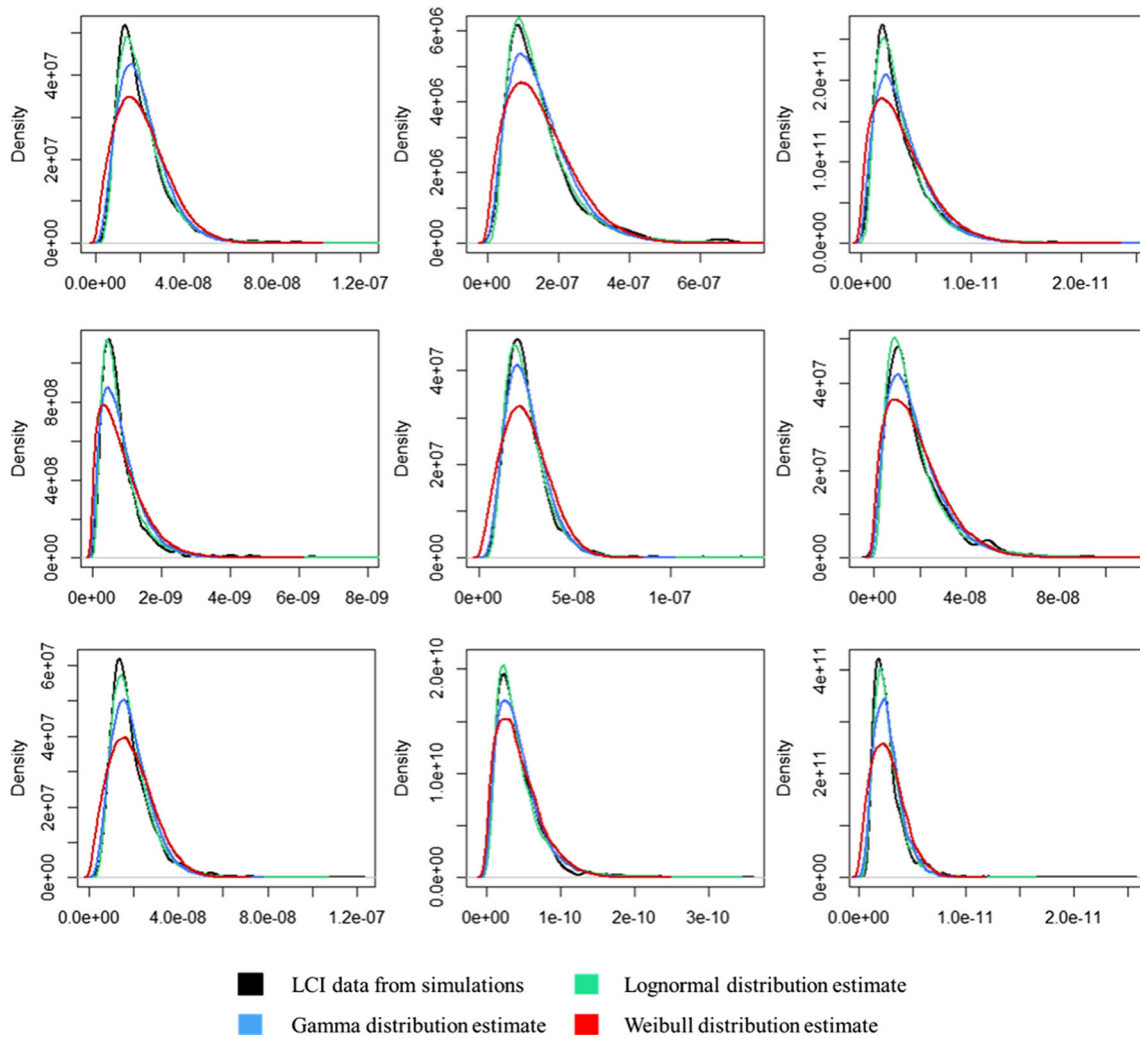 Density
0e+00 2e+07 4e+07
0.0e+00 4.0e-08 8.0e-08 1.2e-07
Density
0e+00 2e+06 4e+06 6e+06
0e+00 2e-07 4e-07 6e-07
Density
0.0e+00 1.0e+11 2.0e+11
0.0e+00 1.0e-11 2.0e-11
Density
0e+00 4e+08 8e+08
0e+00 2e-09 4e-09 6e-09 8e-09
Density
0e+00 2e+07 4e+07
0e+00 5e-08 1e-07
Density
0e+00 2e+07 4e+07
0e+00 4e-08 8e-08
Density
0e+00 2e+07 4e+07 6e+07
0.0e+00 4.0e-08 8.0e-08 1.2e-07
Density
0.0e+00 1.0e+10 2.0e+10
0e+00 1e-10 2e-10 3e-10
Density
0e+00 2e+11 4e+11
0.0e+00 1.0e-11 2.0e-11
LCI data from simulations
Lognormal distribution estimate
Gamma distribution estimate
Weibull distribution estimate